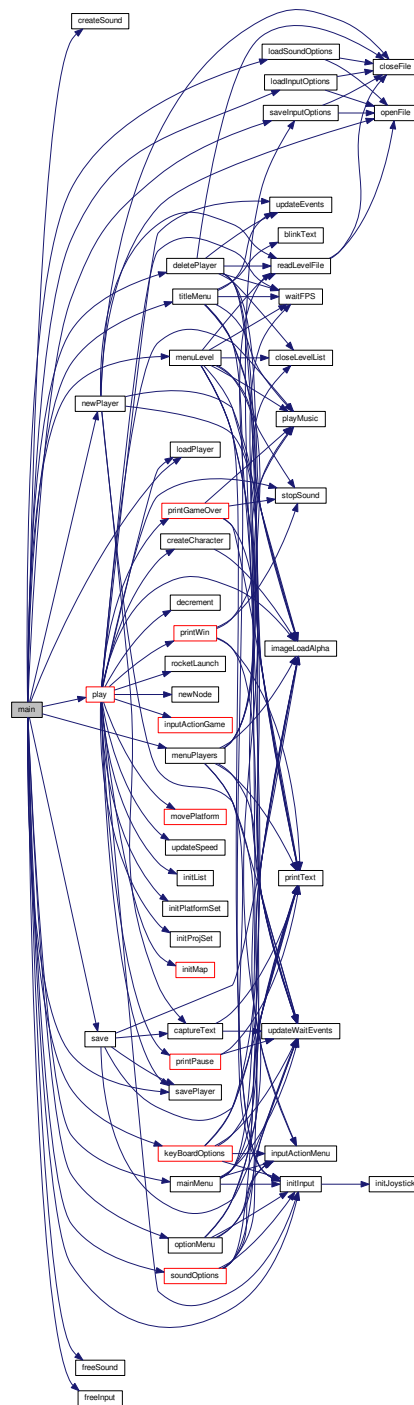 createSound
loadSoundOptions
closeFile
loadInputOptions
saveInputOptions
openFile
updateEvents
blinkText
deletePlayer
readLevelFile
titleMenu
waitFPS
menuLevel
closeLevelList
newPlayer
playMusic
loadPlayer
stopSound
printGameOver
createCharacter
imageLoadAlpha
decrement
printWin
rocketLaunch
play
newNode
main
inputActionGame
menuPlayers
movePlatform
updateSpeed
initList
printText
initPlatformSet
initProjSet
initMap
captureText
updateWaitEvents
save
printPause
savePlayer
keyBoardOptions
inputActionMenu
mainMenu
initInput
initJoystick
optionMenu
soundOptions
freeSound
freeInput